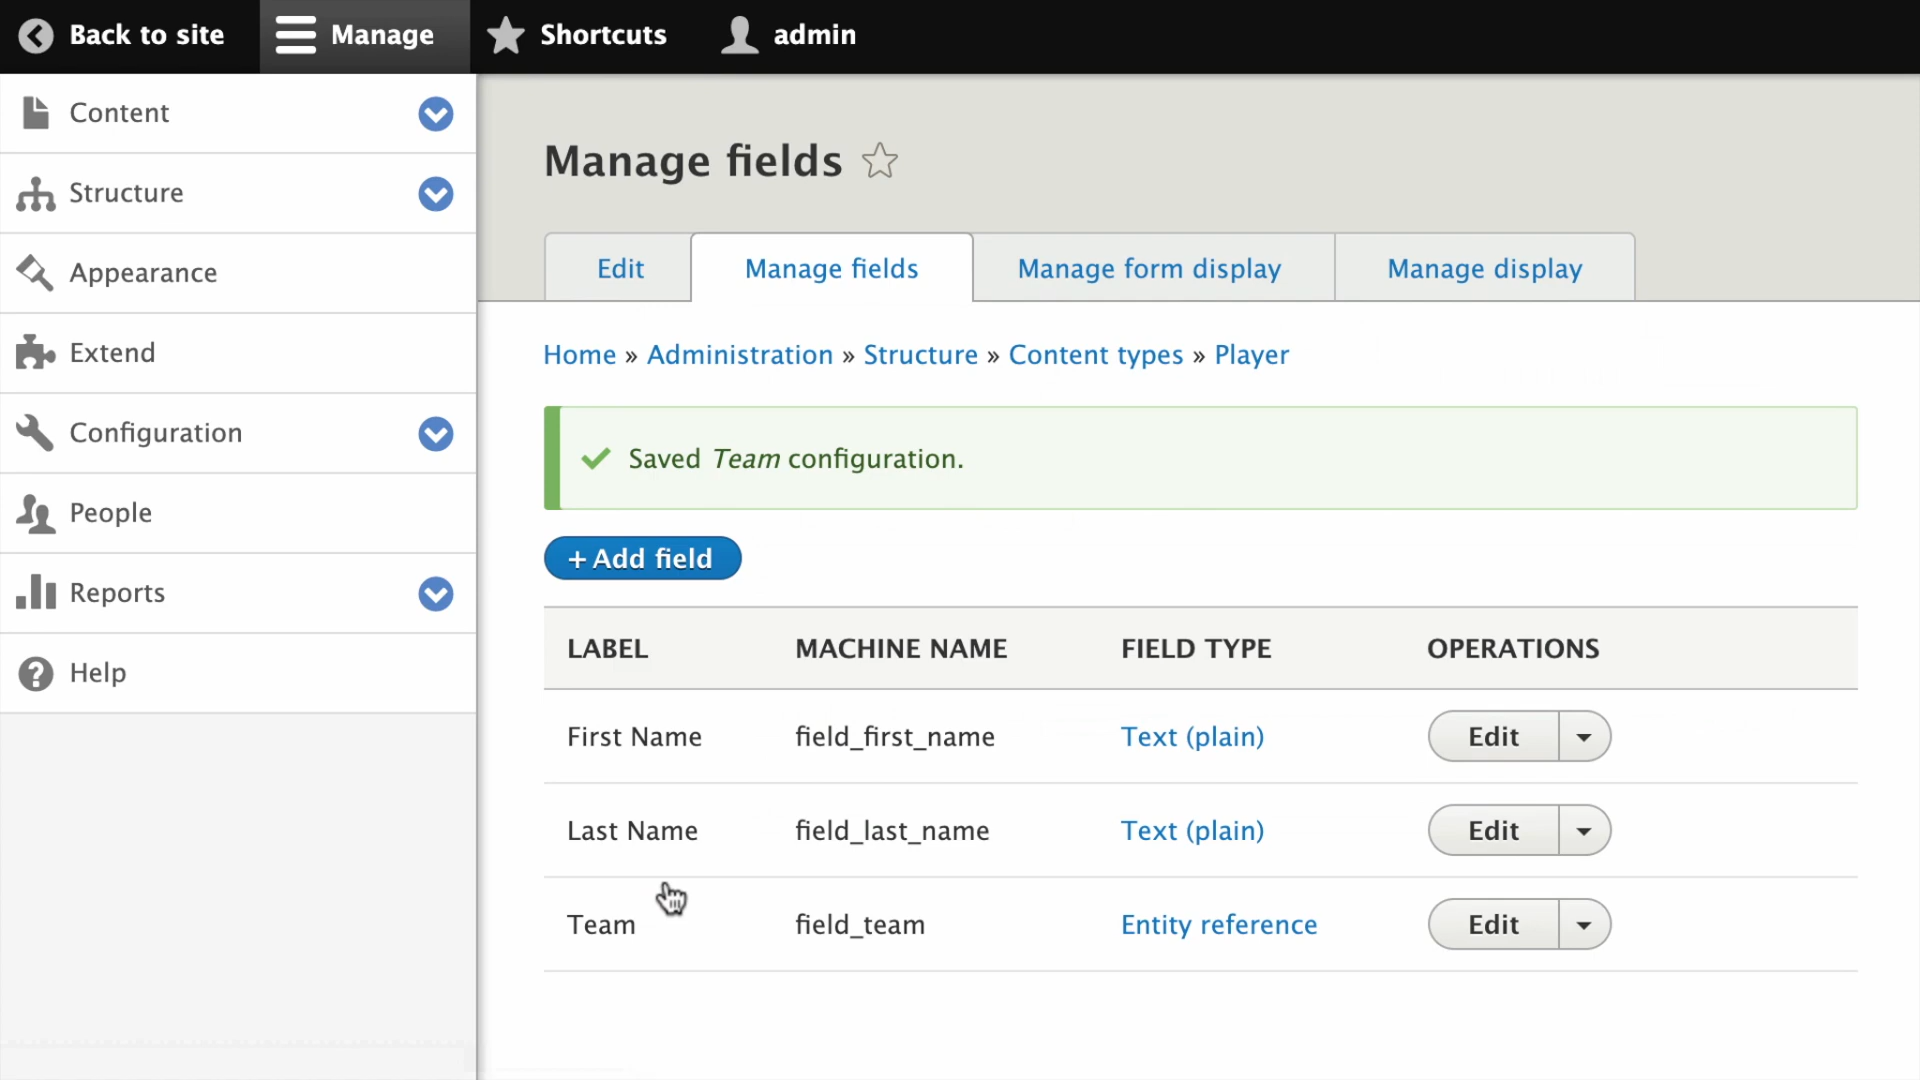 Back to site
Manage
Shortcuts
admin
Content
Structure
Appearance
Extend
Configuration
People
Reports
Help
Manage fields
Edit
Manage fields
Manage form display
Manage display
Home » Administration » Structure » Content types » Player
Saved Team configuration.
+ Add field
LABEL MACHINE NAME FIELD TYPE OPERATIONS
First Name field_first_name Text (plain) Edit
Last Name field_last_name Text (plain) Edit
Team field_team Entity reference Edit